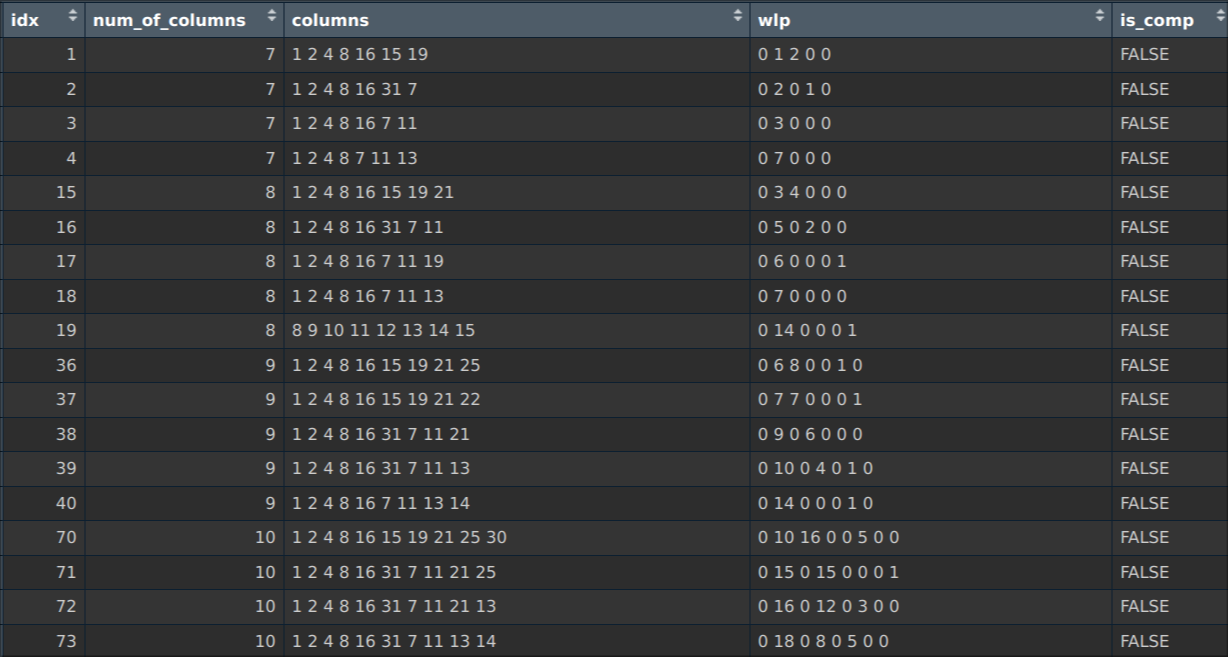 idx num_of_columns columns wlp is_comp
1 7 1 2 4 8 16 15 19 0 1 2 0 0 FALSE
2 7 1 2 4 8 16 31 7 0 2 0 1 0 FALSE
3 7 1 2 4 8 16 7 11 0 3 0 0 0 FALSE
4 7 1 2 4 8 7 11 13 0 7 0 0 0 FALSE
15 8 1 2 4 8 16 15 19 21 0 3 4 0 0 0 FALSE
16 8 1 2 4 8 16 31 7 11 0 5 0 2 0 0 FALSE
17 8 1 2 4 8 16 7 11 19 0 6 0 0 0 1 FALSE
18 8 1 2 4 8 16 7 11 13 0 7 0 0 0 0 FALSE
19 8 8 9 10 11 12 13 14 15 0 14 0 0 0 1 FALSE
36 9 1 2 4 8 16 15 19 21 25 0 6 8 0 0 1 0 FALSE
37 9 1 2 4 8 16 15 19 21 22 0 7 7 0 0 0 1 FALSE
38 9 1 2 4 8 16 31 7 11 21 0 9 0 6 0 0 0 FALSE
39 9 1 2 4 8 16 31 7 11 13 0 10 0 4 0 1 0 FALSE
40 9 1 2 4 8 16 7 11 13 14 0 14 0 0 0 1 0 FALSE
70 10 1 2 4 8 16 15 19 21 25 30 0 10 16 0 0 5 0 0 FALSE
71 10 1 2 4 8 16 31 7 11 21 25 0 15 0 15 0 0 0 1 FALSE
72 10 1 2 4 8 16 31 7 11 21 13 0 16 0 12 0 3 0 0 FALSE
73 10 1 2 4 8 16 31 7 11 13 14 0 18 0 8 0 5 0 0 FALSE